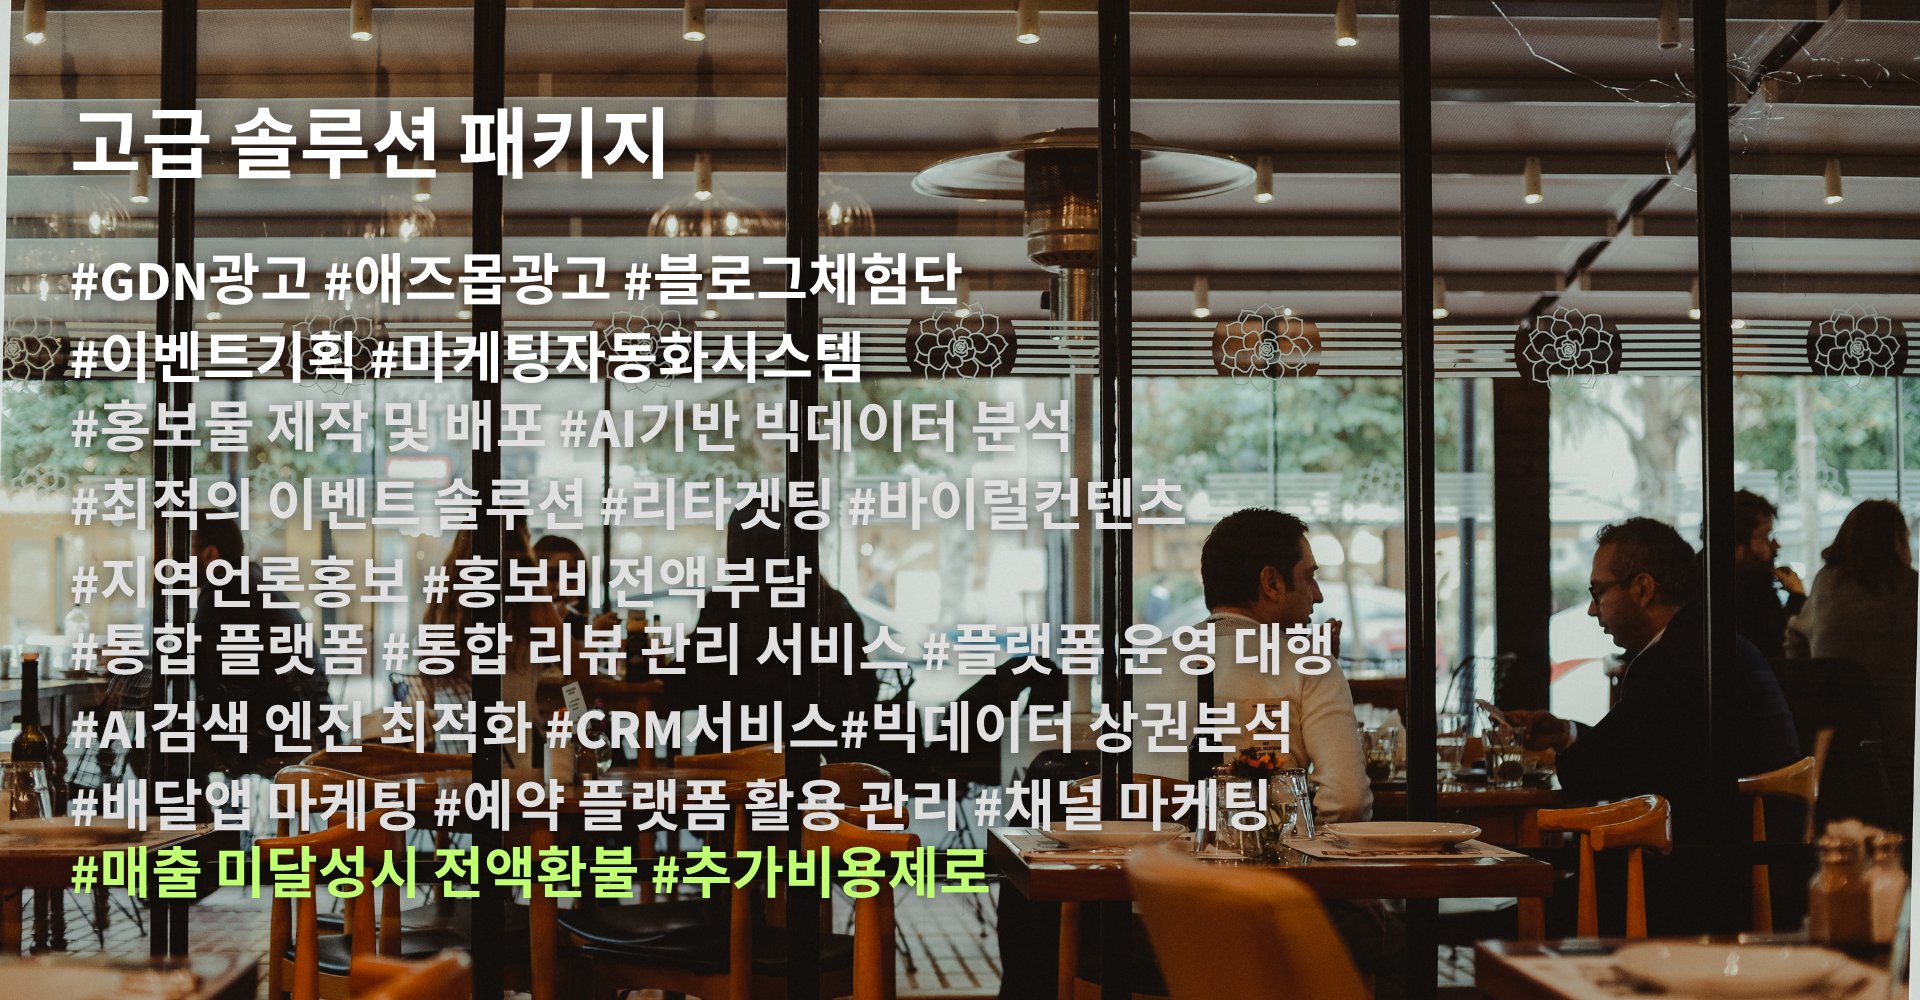 고급 솔루션 패키지
#GDN광고 #애즈몹광고 #블로그체험단
#이벤트기획 #마케팅자동화시스템
#홍보물 제작 및 배포 #AI기반 빅데이터 분석
#최적의 이벤트 솔루션 #리타겟팅 #바이럴컨텐츠
#지역언론홍보 #홍보비전액부담
#통합 플랫폼 #통합 리뷰 관리 서비스 #플랫폼 운영 대행
#AI검색 엔진 최적화 #CRM서비스#빅데이터 상권분석
#배달앱 마케팅 #예약 플랫폼 활용 관리 #채널 마케팅
#매출 미달성시 전액환불 #추가비용제로